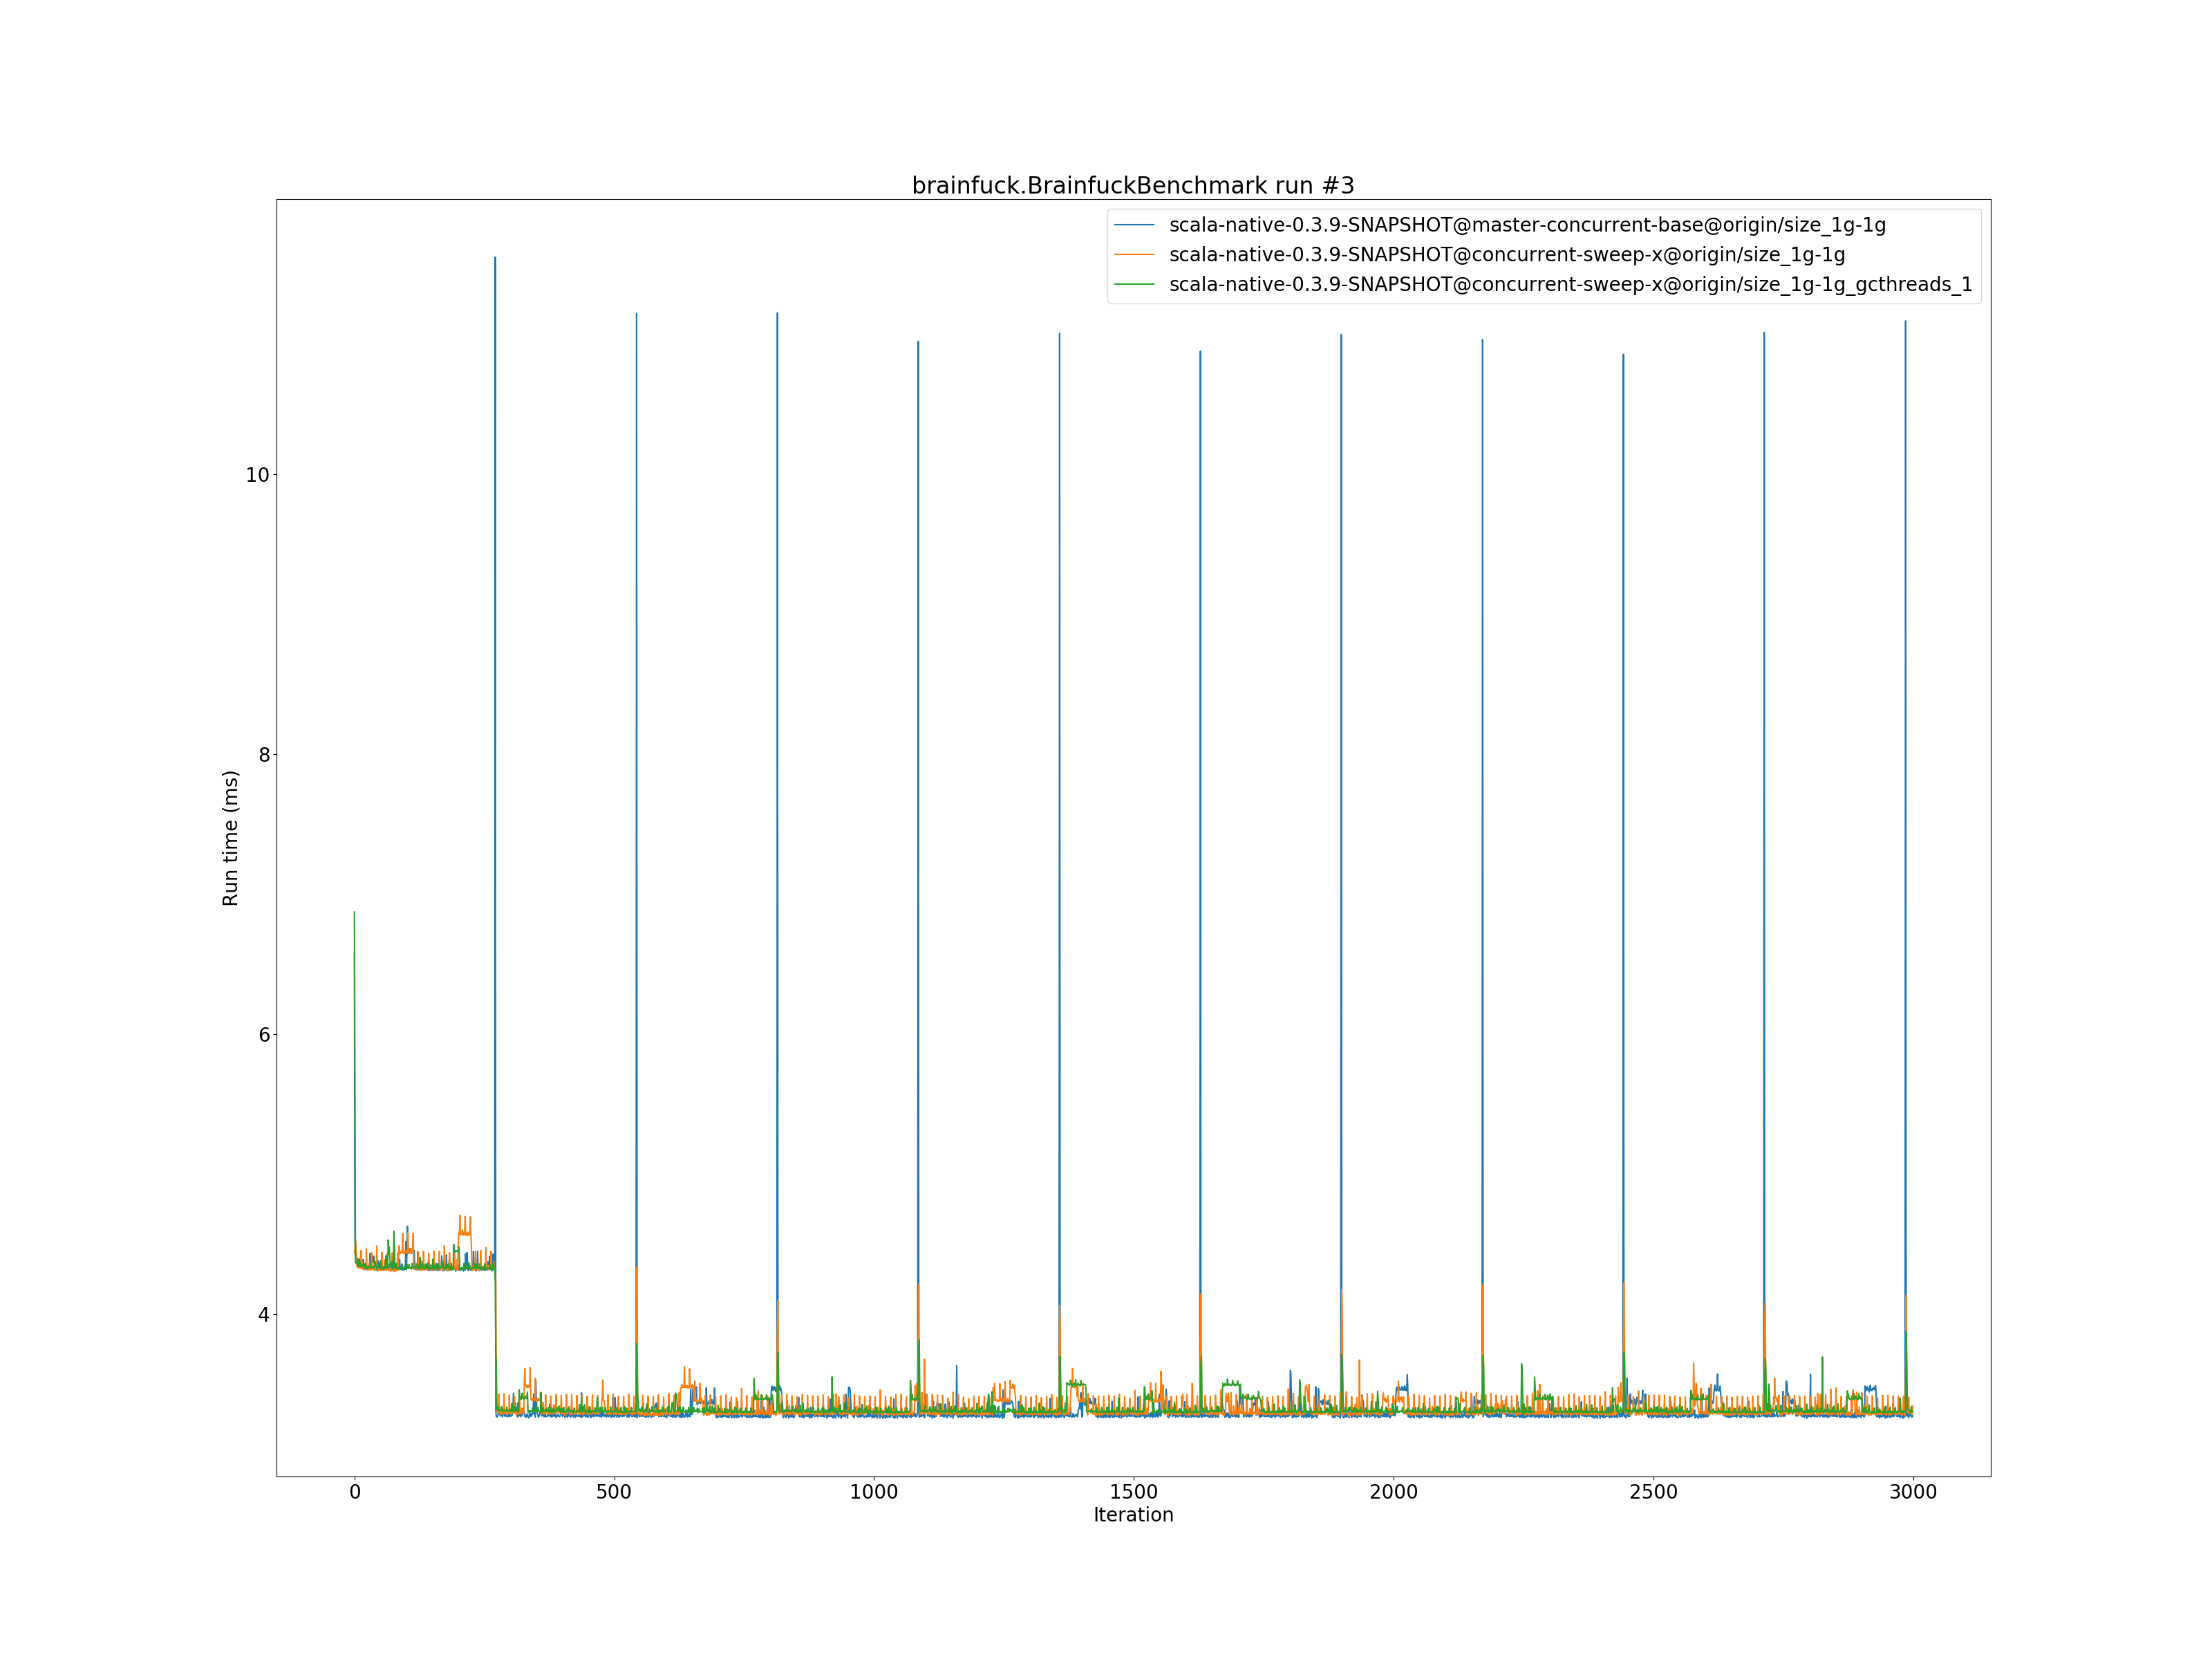 brainfuck.BrainfuckBenchmark run #3
scala-native-0.3.9-SNAPSHOT@master-concurrent-base@origin/size_1g-1g
scala-native-0.3.9-SNAPSHOT@concurrent-sweep-x@origin/size_1g-1g
scala-native-0.3.9-SNAPSHOT@concurrent-sweep-x@origin/size_1g-1g_gcthreads_1
10
8
6
4
Run time (ms)
0 500 1000 1500 2000 2500 3000
Iteration